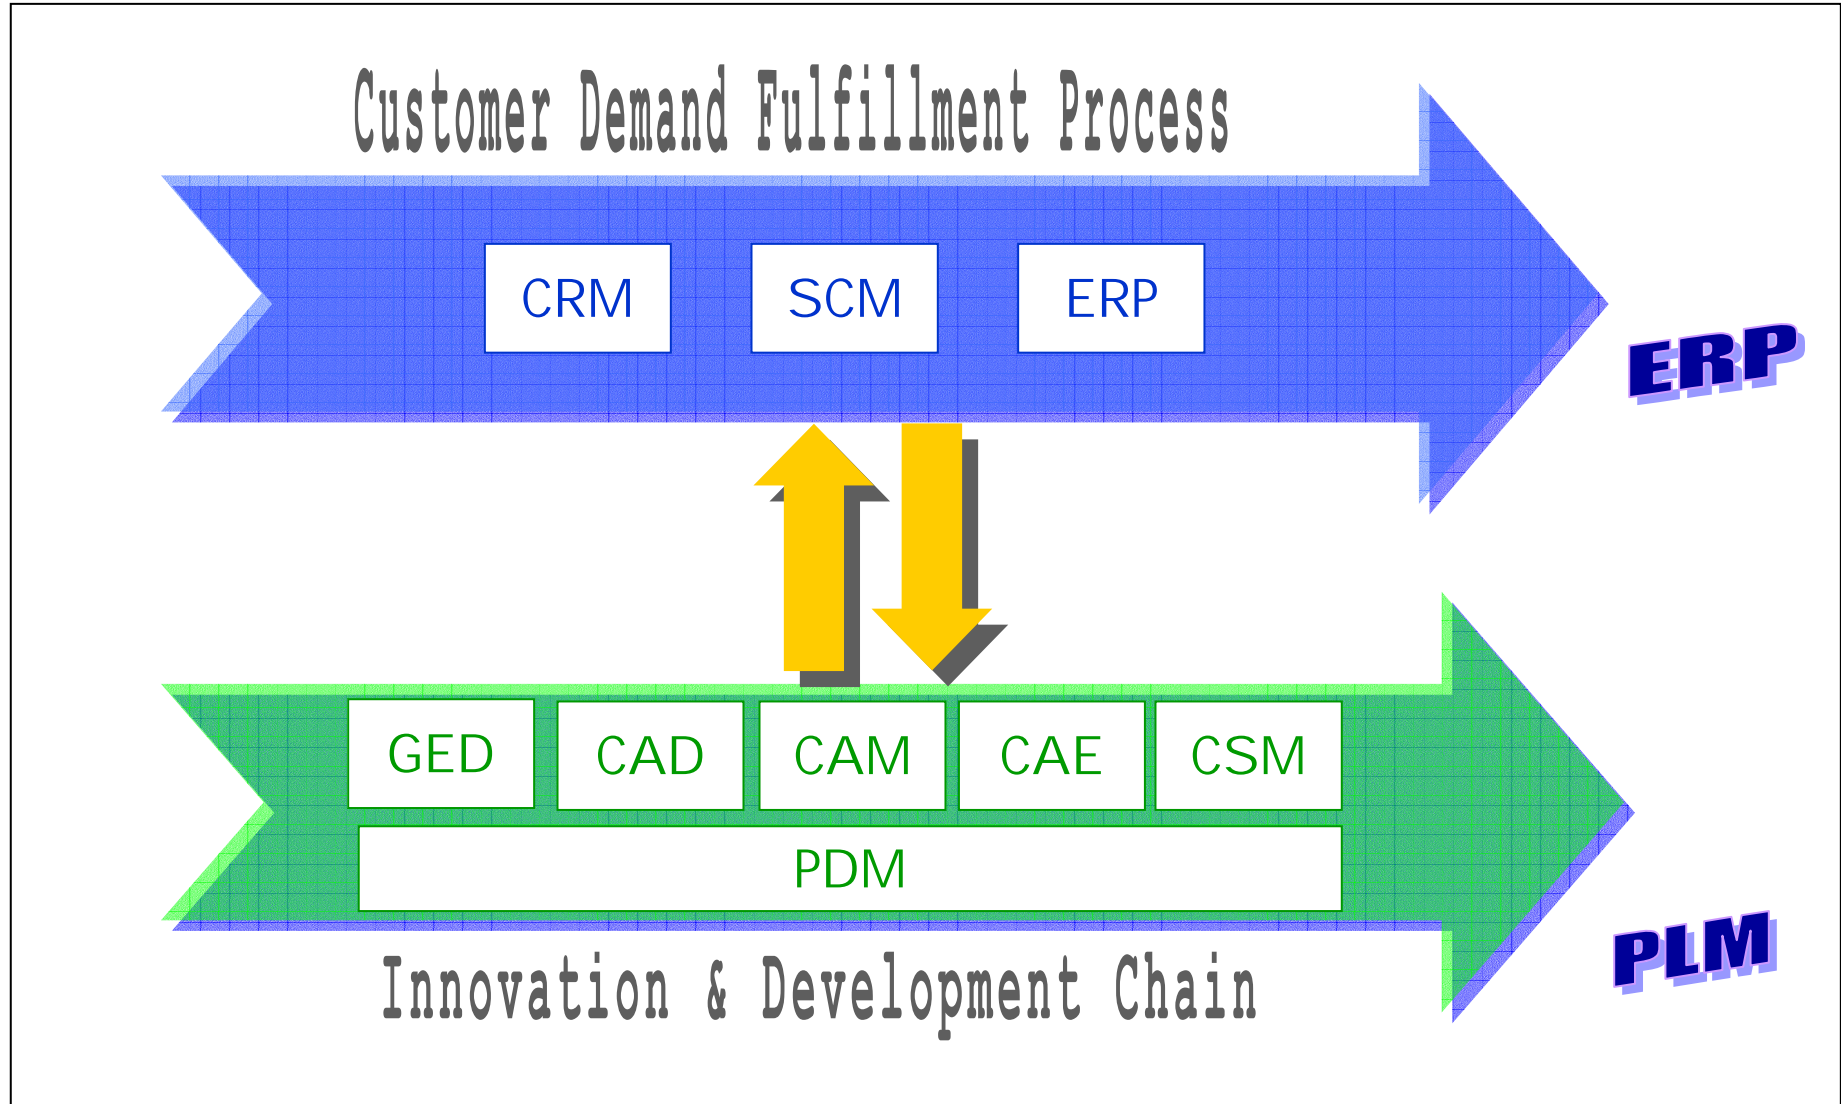 Customer Demand Fulfillment Process
CRM SCM ERP
ERP
GED CAD CAM CAE CSM
PDM
PLM
Innovation & Development Chain